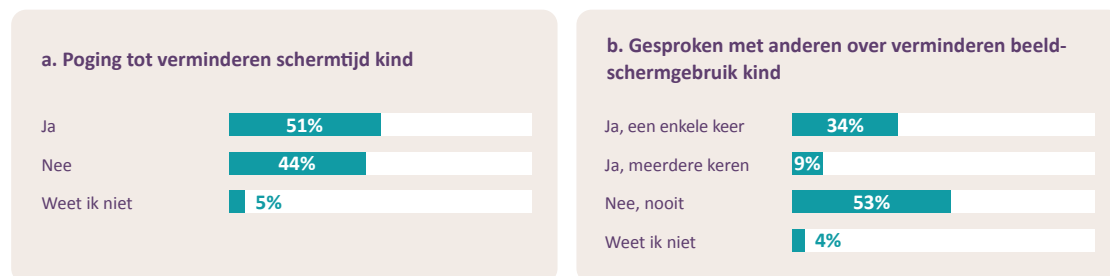 a. Poging tot verminderen schermtijd kind
Ja 51%
Nee 44%
Weet ik niet 5%
b. Gesproken met anderen over verminderen beeld-
schermgebruik kind
Ja, een enkele keer 34%
Ja, meerdere keren 9%
Nee, nooit 53%
Weet ik niet 4%